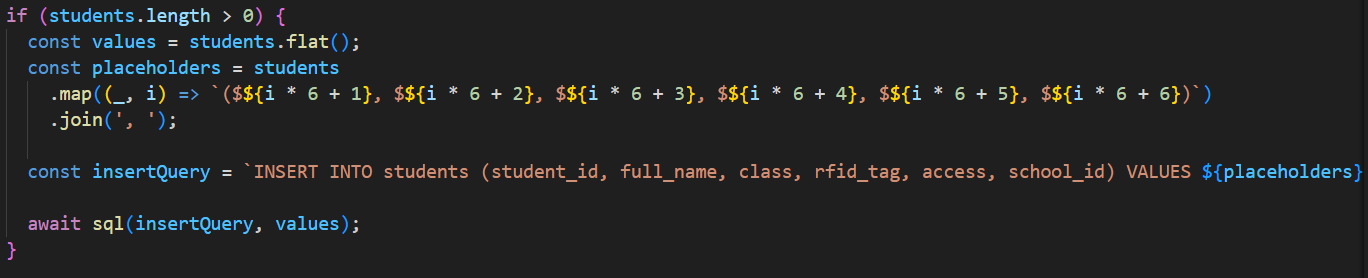 if (students.length > 0) {
  const values = students.flat();
  const placeholders = students
    .map((_, i) => `($${i * 6 + 1}, $${i * 6 + 2}, $${i * 6 + 3}, $${i * 6 + 4}, $${i * 6 + 5}, $${i * 6 + 6})`)
    .join(', ');

  const insertQuery = `INSERT INTO students (student_id, full_name, class, rfid_tag, access, school_id) VALUES ${placeholders}

  await sql(insertQuery, values);
}